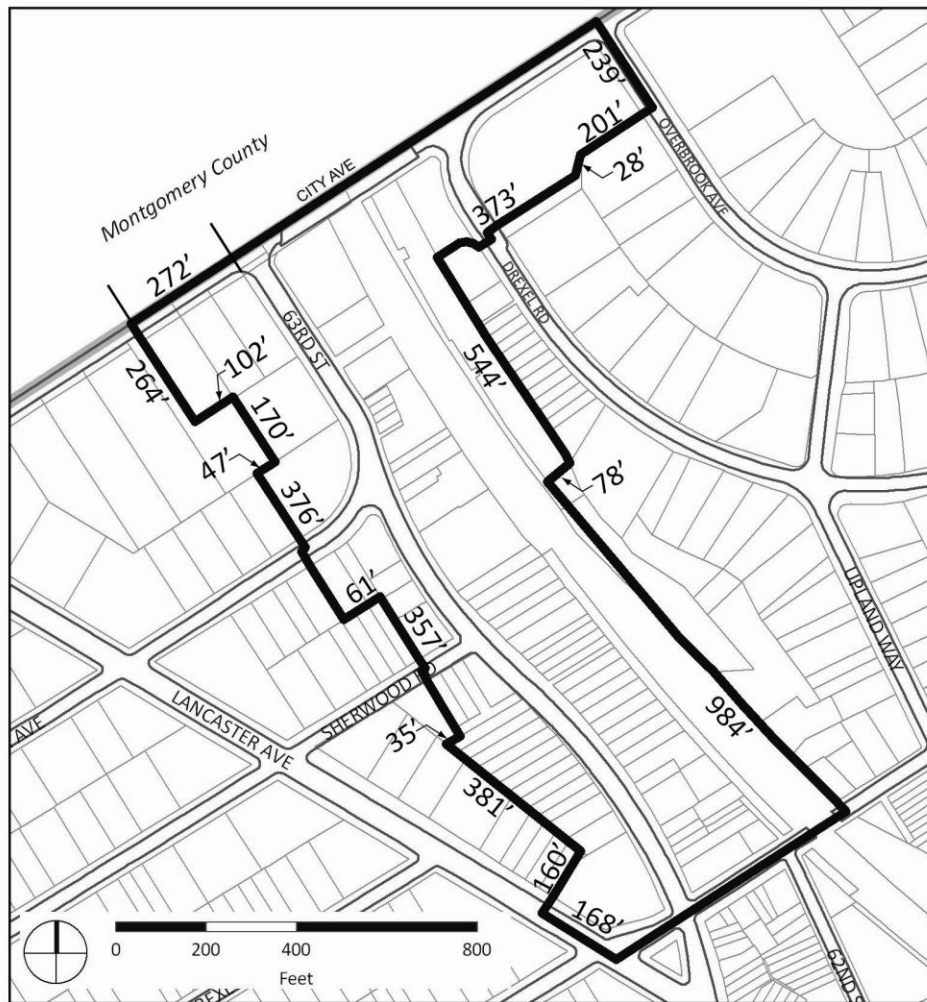 239'
201'
OVERBROOK AVE
28'
Montgomery County
CITY AVE
373'
272'
DREXEL RD
63RD ST
102'
264'
544'
170'
47'
78'
376'
UPLAND WAY
61'
357'
SHERWOOD RD
LANCASTER AVE
AVE
984'
35'
381'
160'
168'
62ND
0 200 400 800
Feet